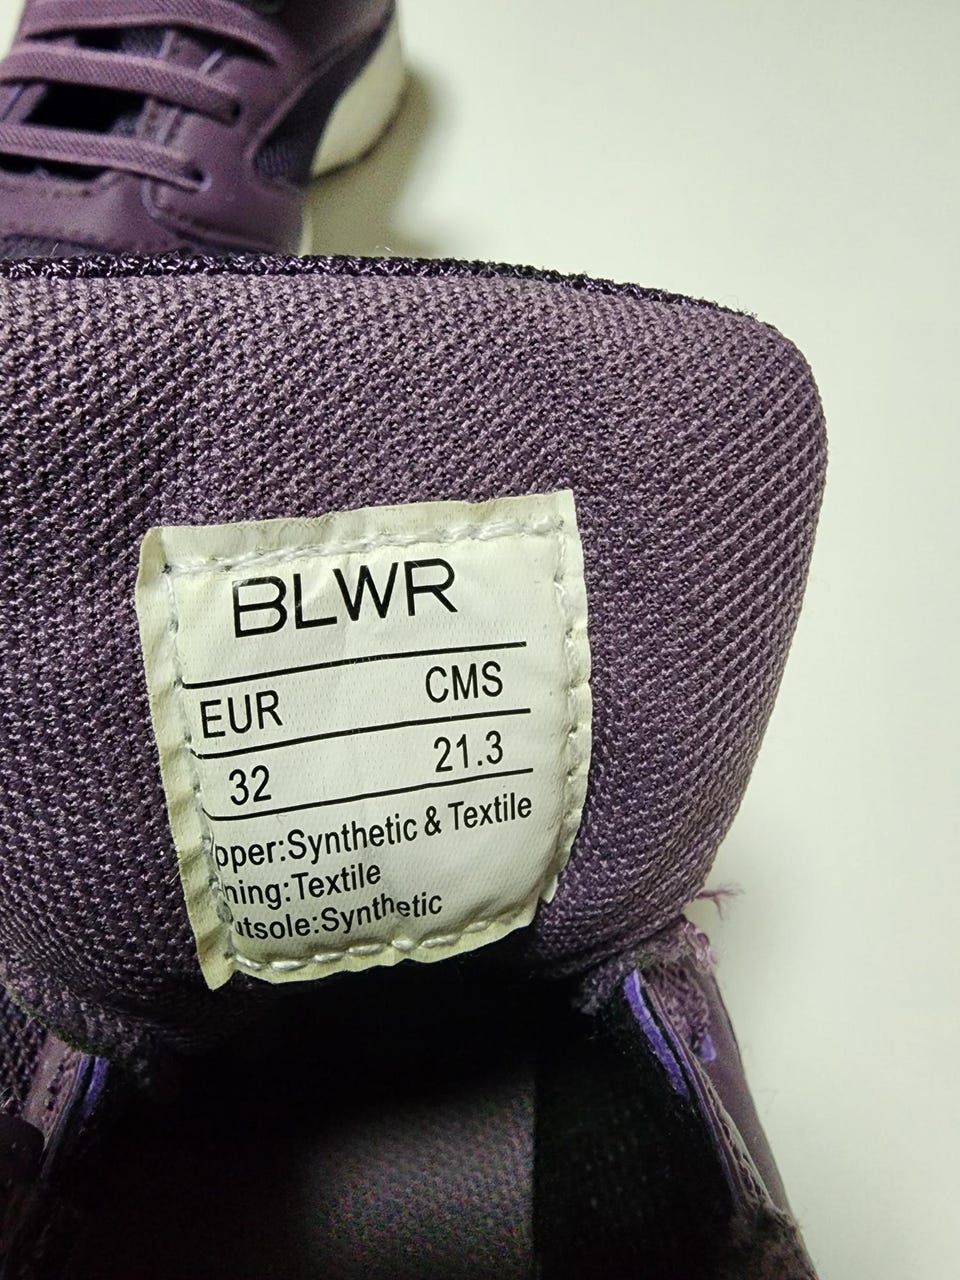 BLWR
EUR CMS
32 21.3
pper:Synthetic & Textile
ning:Textile
utsole:Synthetic